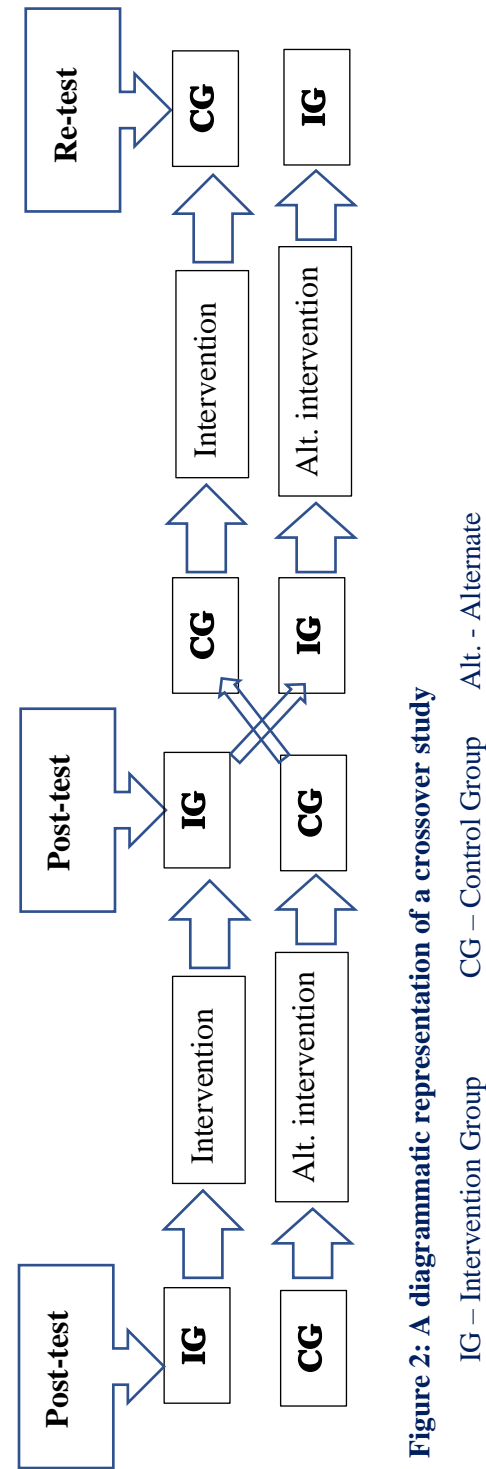 Post-test Post-test Re-test
IG Intervention IG CG Intervention CG
CG Alt. intervention CG IG Alt. intervention IG
Figure 2: A diagrammatic representation of a crossover study
IG – Intervention Group CG – Control Group Alt. - Alternate